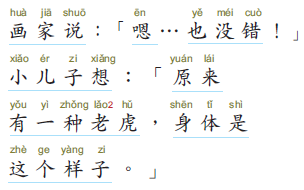 huà jiā shuō ēn yě méi cuò
画家说：「嗯…也没错！」
xiǎo ér zi xiǎng yuán lái
小儿子想：「原来
yǒu yì zhǒng lǎo2 hǔ shēn tǐ shì
有一种老虎，身体是
zhè ge yàng zi
这个样子。」